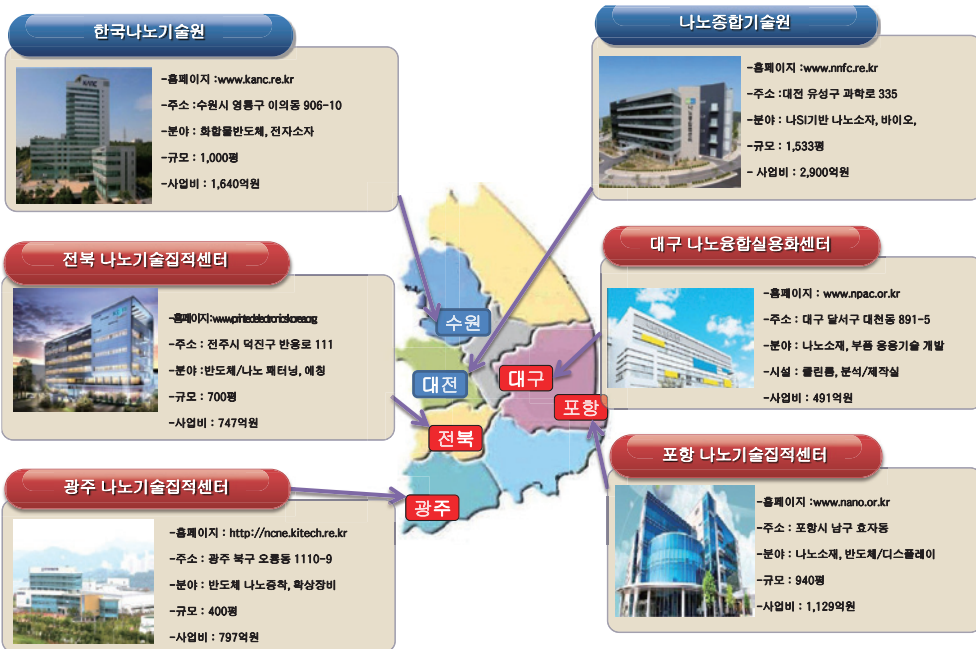 한국나노기술원
-홈페이지 :www.kanc.re.kr
-주소 :수원시 영통구 이의동 906-10
-분야 : 화합물반도체, 전자소자
-규모 : 1,000평
-사업비 : 1,640억원
나노종합기술원
-홈페이지 :www.nnfc.re.kr
-주소 :대전 유성구 과학로 335
-분야 : 나SI기반 나노소자, 바이오,
-규모 : 1,533평
- 사업비 : 2,900억원
전북 나노기술집적센터
-홈페이지:www.printedelectronicskorea.org
-주소 : 전주시 덕진구 반용로 111
-분야 :반도체/나노 패터닝, 에칭
-규모 : 700평
-사업비 : 747억원
대구 나노융합실용화센터
-홈페이지 : www.npac.or.kr
-주소 : 대구 달서구 대천동 891-5
-분야 : 나노소재, 부품 응용기술 개발
-시설 : 클린룸, 분석/제작실
-사업비 : 491억원
광주 나노기술집적센터
-홈페이지 : http://ncne.kitech.re.kr
-주소 : 광주 북구 오룡동 1110-9
-분야 : 반도체 나노증착, 확상장비
-규모 : 400평
-사업비 : 797억원
포항 나노기술집적센터
-홈페이지 :www.nano.or.kr
-주소 : 포항시 남구 효자동
-분야 : 나노소재, 반도체/디스플레이
-규모 : 940평
-사업비 : 1,129억원
수원
대전
대구
포항
전북
광주